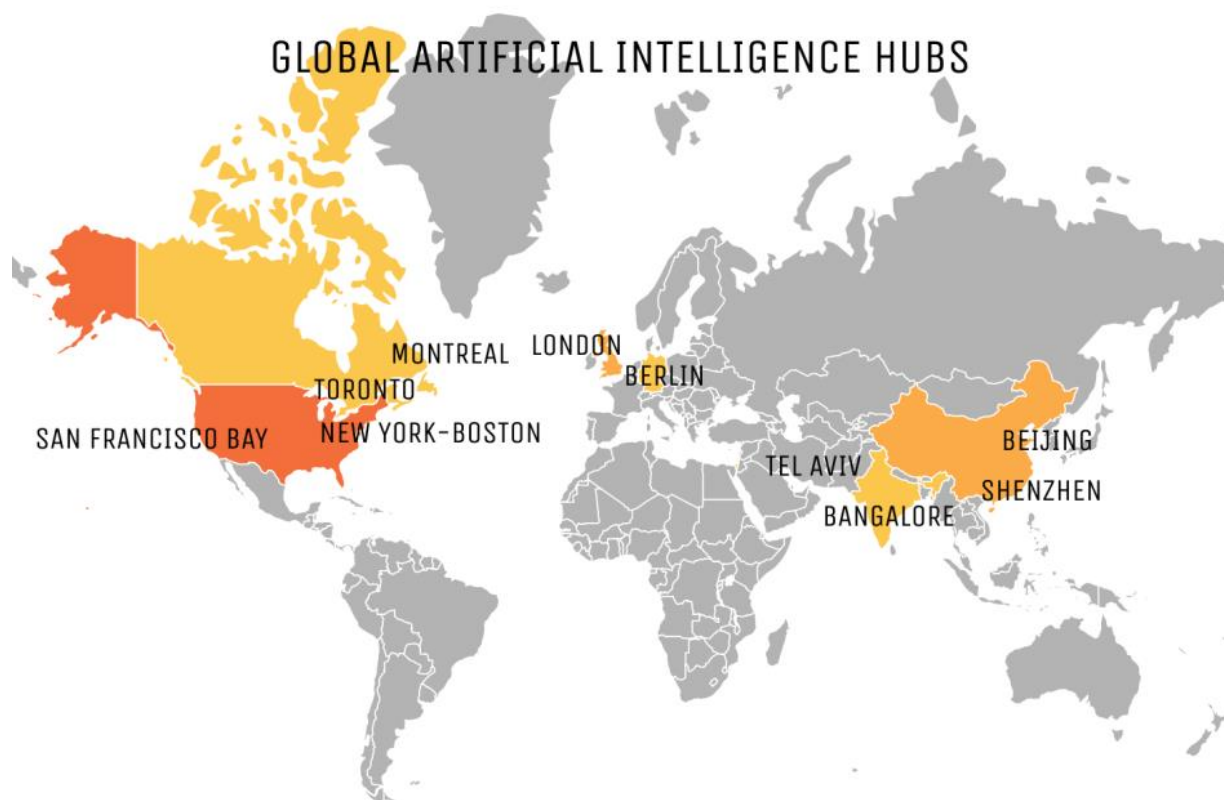 GLOBAL ARTIFICIAL INTELLIGENCE HUBS
LONDON
MONTREAL
BERLIN
TORONTO
SAN FRANCISCO BAY
NEW YORK-BOSTON
BEIJING
TEL AVIV
SHENZHEN
BANGALORE